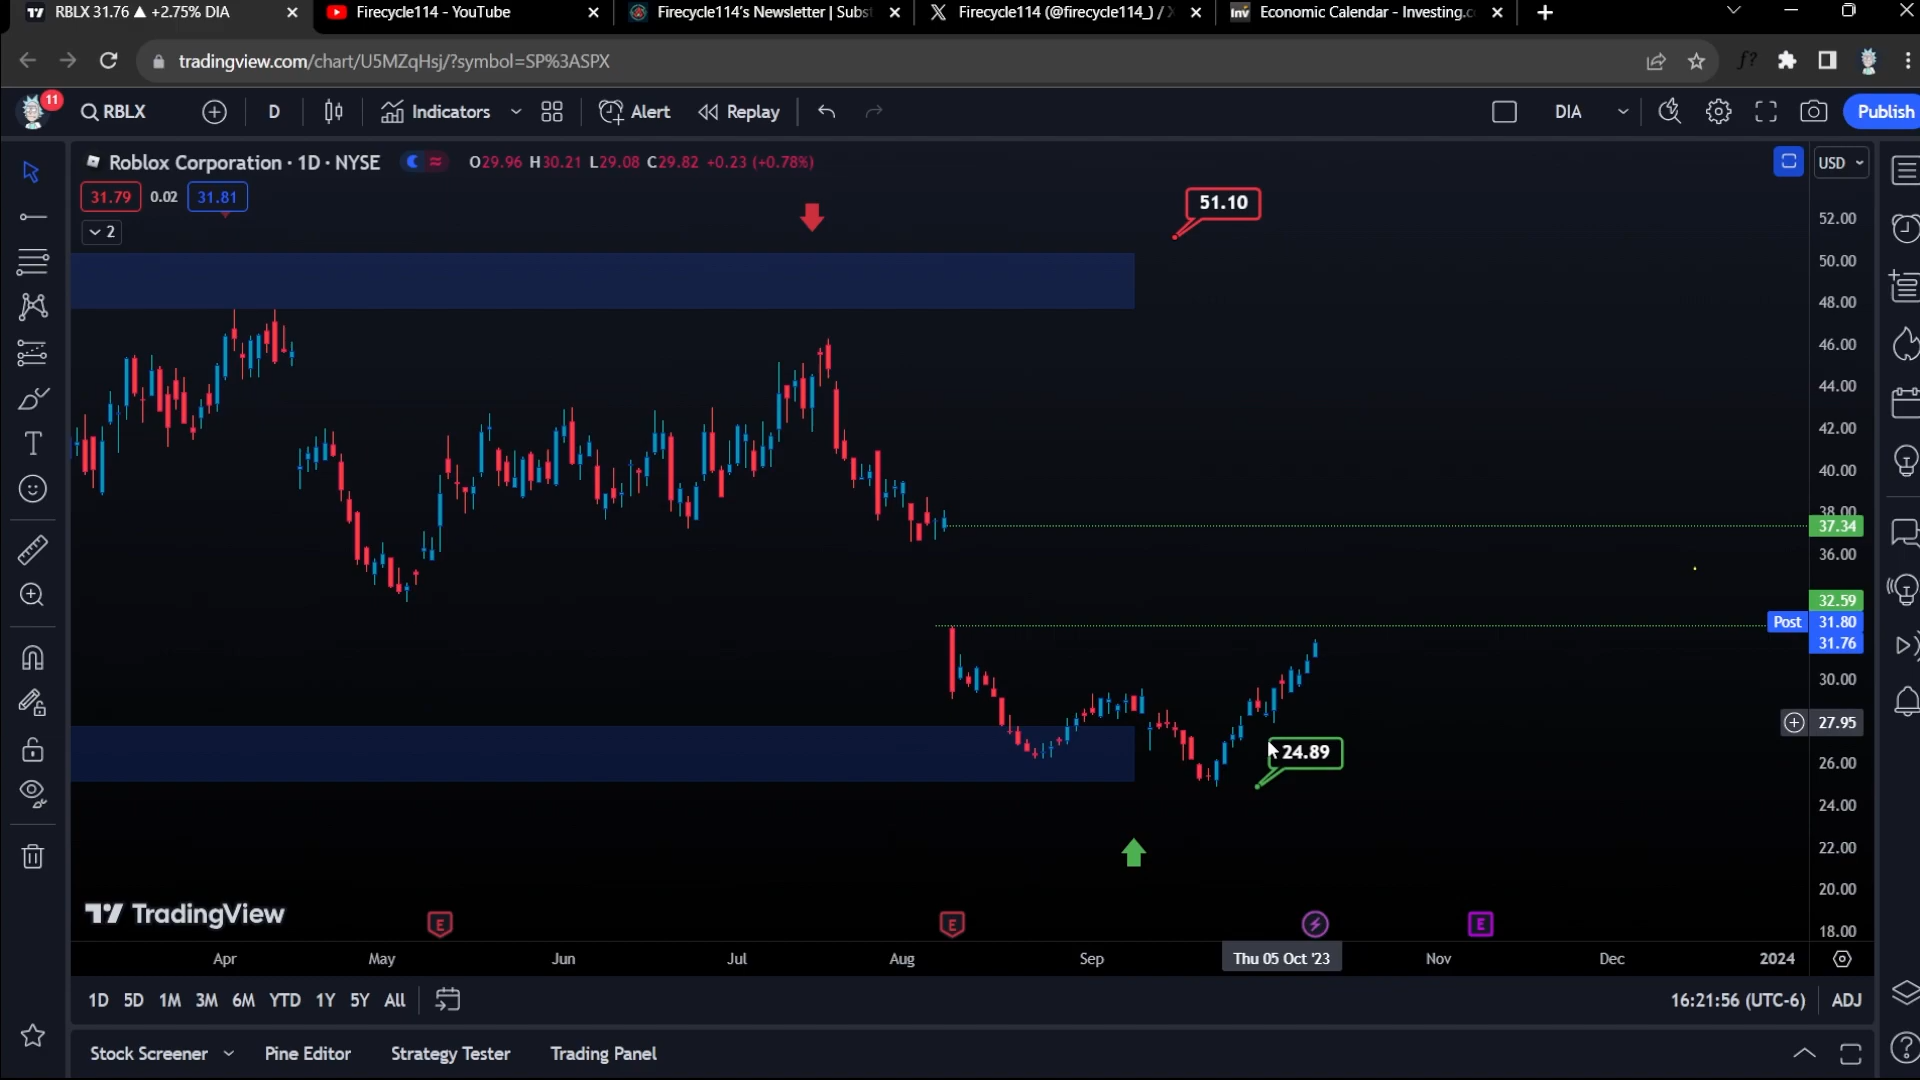 RBLX 31.76 ▲ +2.75% DIA
Firecycle114 - YouTube
Firecycle114's Newsletter | Subst
Firecycle114 (@firecycle114_) / X
Economic Calendar - Investing.co
tradingview.com/chart/U5MZqHsj/?symbol=SP%3ASPX
f?
11
RBLX
D
Indicators
Alert
Replay
DIA
Publish
Roblox Corporation · 1D · NYSE
O29.96 H30.21 L29.08 C29.82 +0.23 (+0.78%)
USD
31.79
0.02
31.81
2
51.10
24.89
52.00
50.00
48.00
46.00
44.00
42.00
40.00
38.00
37.34
36.00
32.59
Post 31.80
31.76
30.00
27.95
26.00
24.00
22.00
20.00
18.00
TradingView
E
E
E
Apr
May
Jun
Jul
Aug
Sep
Thu 05 Oct '23
Nov
Dec
2024
1D 5D 1M 3M 6M YTD 1Y 5Y All
16:21:56 (UTC-6)
ADJ
Stock Screener
Pine Editor
Strategy Tester
Trading Panel